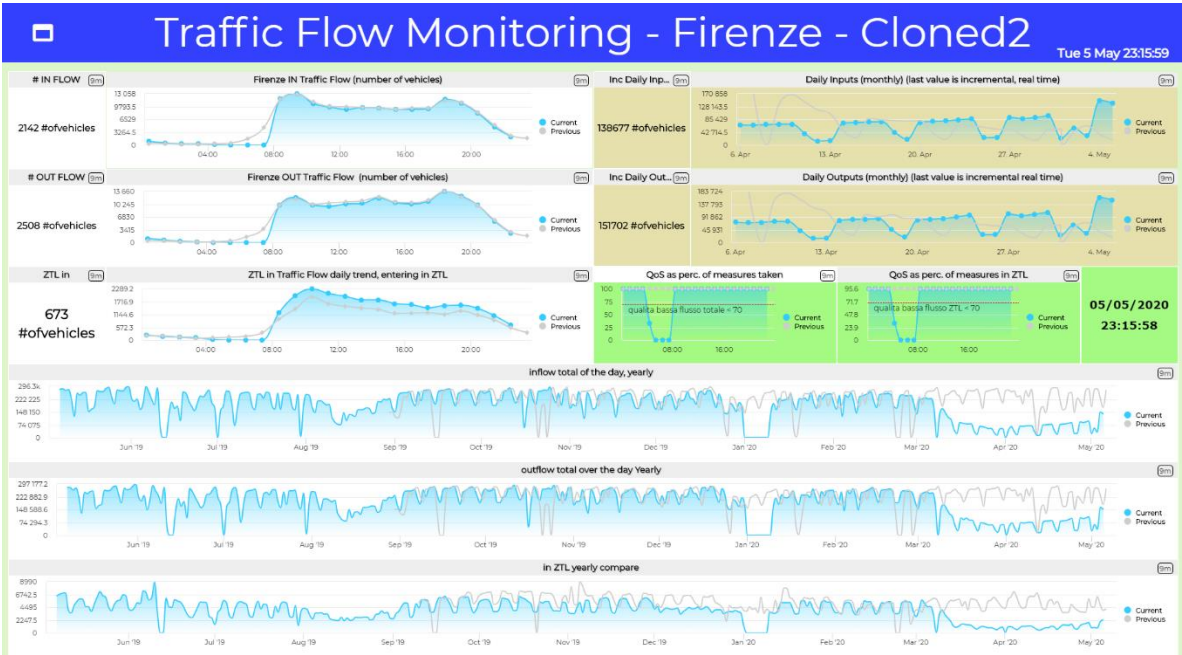 Traffic Flow Monitoring - Firenze - Cloned2
Tue 5 May 23:15:59
# IN FLOW 9m
2142 #ofvehicles
Firenze IN Traffic Flow (number of vehicles) 9m
13 058
9793.5
6529
3264.5
0
04:00 08:00 12:00 16:00 20:00
Current
Previous
Inc Daily Inp... 9m
138677 #ofvehicles
Daily Inputs (monthly) (last value is incremental, real time) 9m
170 858
128 143.5
85 429
42 714.5
0
6. Apr 13. Apr 20. Apr 27. Apr 4. May
Current
Previous
# OUT FLOW 9m
2508 #ofvehicles
Firenze OUT Traffic Flow (number of vehicles) 9m
13 660
10 245
6830
3415
0
04:00 08:00 12:00 16:00 20:00
Current
Previous
Inc Daily Out... 9m
151702 #ofvehicles
Daily Outputs (monthly) (last value is incremental real time) 9m
183 724
137 793
91 862
45 931
0
6. Apr 13. Apr 20. Apr 27. Apr 4. May
Current
Previous
ZTL in 9m
673
#ofvehicles
ZTL in Traffic Flow daily trend, entering in ZTL 9m
2289.2
1716.9
1144.6
572.3
0
04:00 08:00 12:00 16:00 20:00
Current
Previous
QoS as perc. of measures taken 9m
100
75
50
25
0
qualita bassa flusso totale < 70
08:00 16:00
Current
Previous
QoS as perc. of measures in ZTL 9m
95.6
71.7
47.8
23.9
0
qualita bassa flusso ZTL < 70
08:00 16:00
Current
Previous
05/05/2020
23:15:58
inflow total of the day, yearly 9m
296.3k
222 225
148 150
74 075
0
Jun '19 Jul '19 Aug '19 Sep '19 Oct '19 Nov '19 Dec '19 Jan '20 Feb '20 Mar '20 Apr '20 May '20
Current
Previous
outflow total over the day Yearly 9m
297 177.2
222 882.9
148 588.6
74 294.3
0
Jun '19 Jul '19 Aug '19 Sep '19 Oct '19 Nov '19 Dec '19 Jan '20 Feb '20 Mar '20 Apr '20 May '20
Current
Previous
in ZTL yearly compare 9m
8990
6742.5
4495
2247.5
0
Jun '19 Jul '19 Aug '19 Sep '19 Oct '19 Nov '19 Dec '19 Jan '20 Feb '20 Mar '20 Apr '20 May '20
Current
Previous